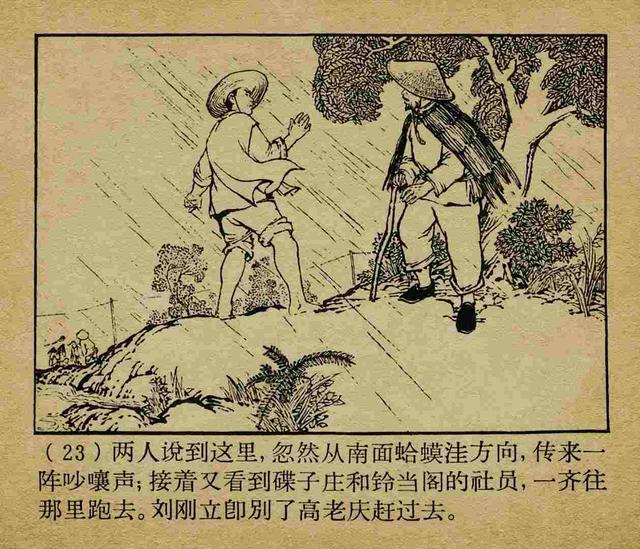 (23) 两人说到这里，忽然从南面蛤蟆洼方向，传来一
阵吵嚷声；接着又看到碟子庄和铃当阁的社员，一齐往
那里跑去。刘刚立即别了高老庆赶过去。